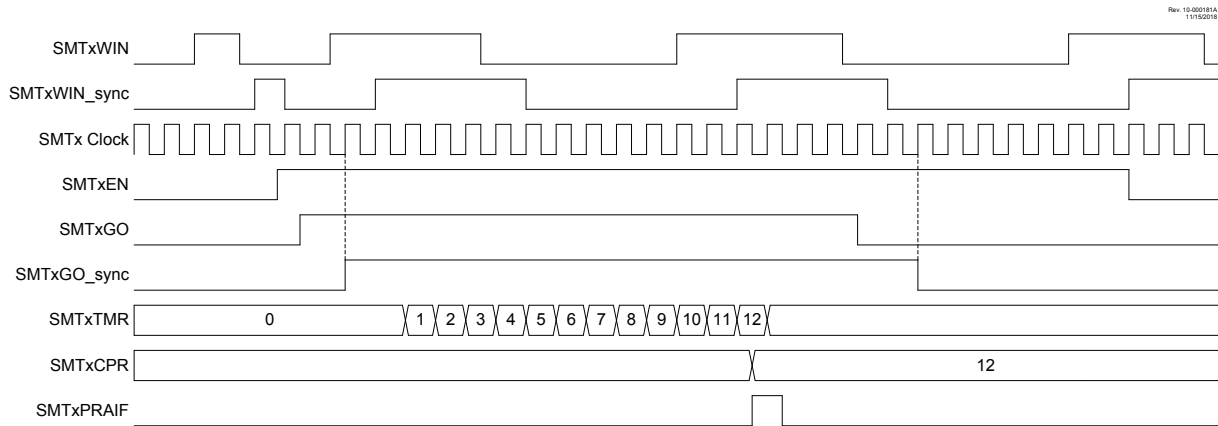 Rev. 10-000181A
11/15/2018
SMTxWIN
SMTxWIN_sync
SMTx Clock
SMTxEN
SMTxGO
SMTxGO_sync
SMTxTMR 0 1 2 3 4 5 6 7 8 9 10 11 12
SMTxCPR 12
SMTxPRAIF